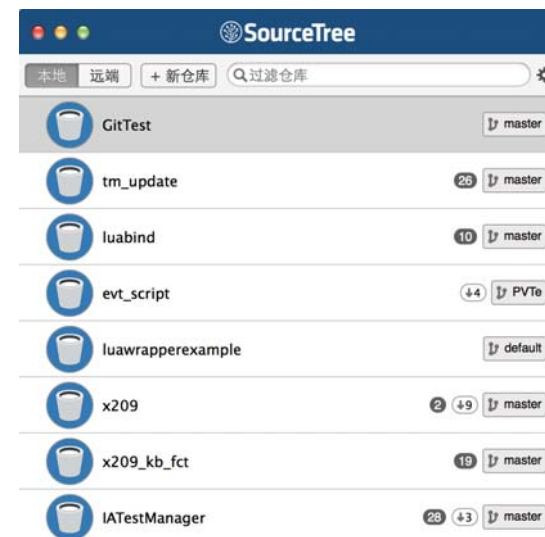 SourceTree
本地 远端 + 新仓库 过滤仓库
GitTest master
tm_update 26 master
luabind 10 master
evt_script ↓4 PVTe
luawrapperexample default
x209 2 ↓9 master
x209_kb_fct 19 master
IATestManager 28 ↓3 master